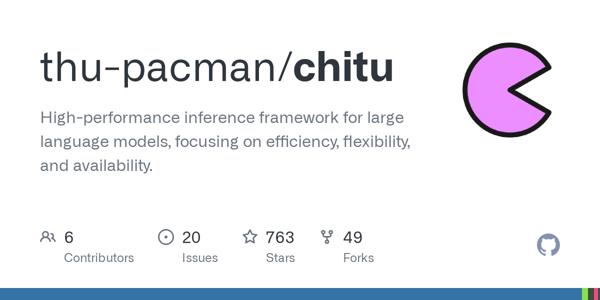 thu-pacman/chitu
High-performance inference framework for large
language models, focusing on efficiency, flexibility,
and availability.
6 20 763 49
Contributors Issues Stars Forks